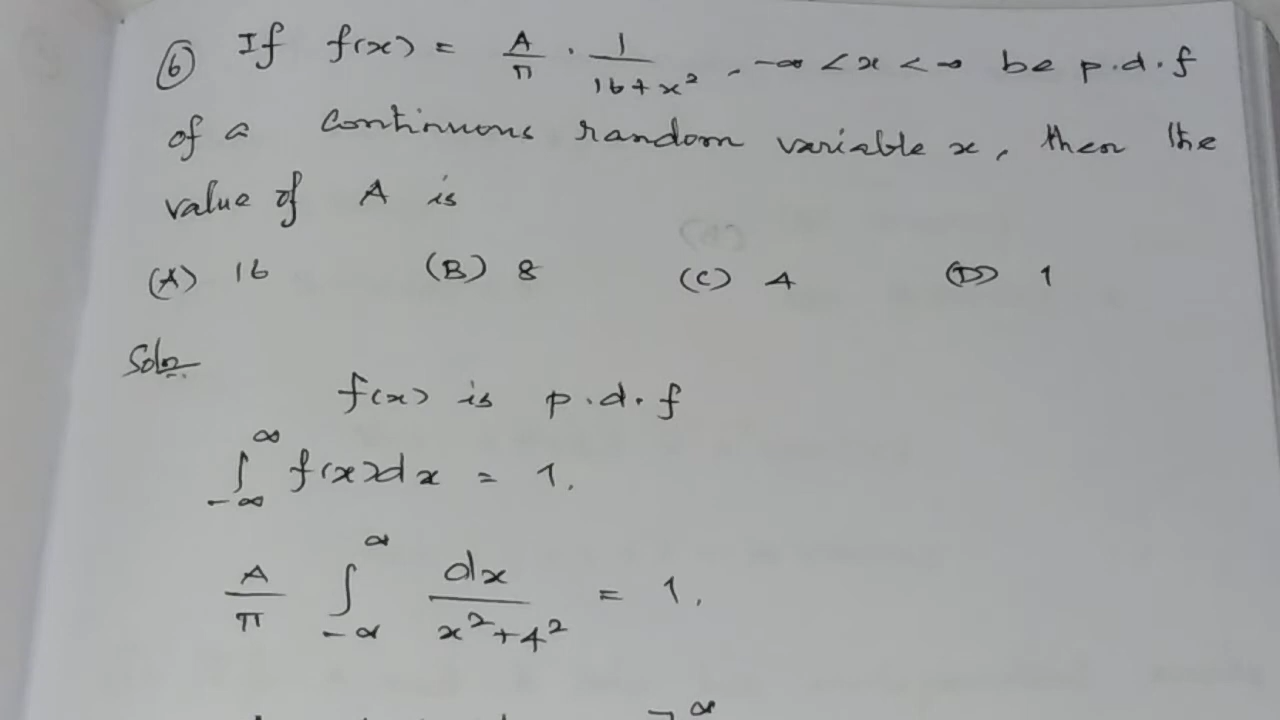 ⑥ If f(x) = A/π · 1/(16+x²), -∞ < x < ∞ be p.d.f
of a continuous random variable x, then the
value of A is
(A) 16 (B) 8 (C) 4 (D) 1
Soln
f(x) is p.d.f
∫_{-∞}^{∞} f(x)dx = 1.
A/π ∫_{-∞}^{∞} dx/(x²+4²) = 1.